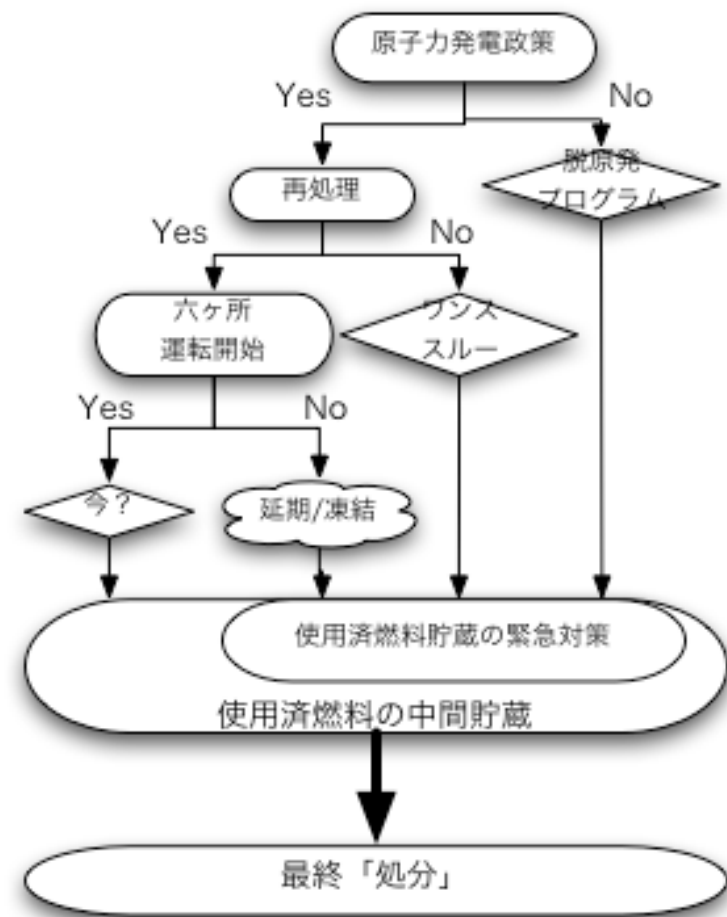 原子力発電政策
Yes
No
再処理
脱原発
プログラム
Yes
No
六ヶ所
運転開始
ワンス
スルー
Yes
No
今？
延期/凍結
使用済燃料貯蔵の緊急対策
使用済燃料の中間貯蔵
最終「処分」